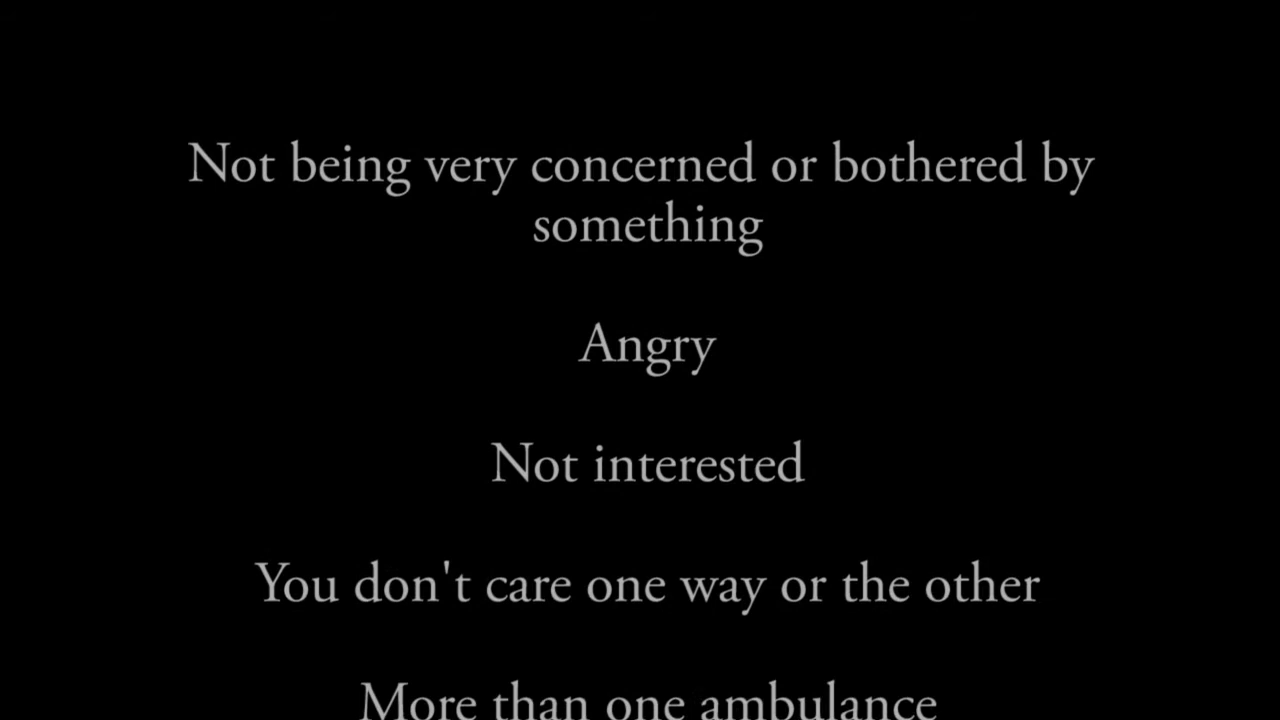 Not being very concerned or bothered by
something
Angry
Not interested
You don't care one way or the other
More than one ambulance